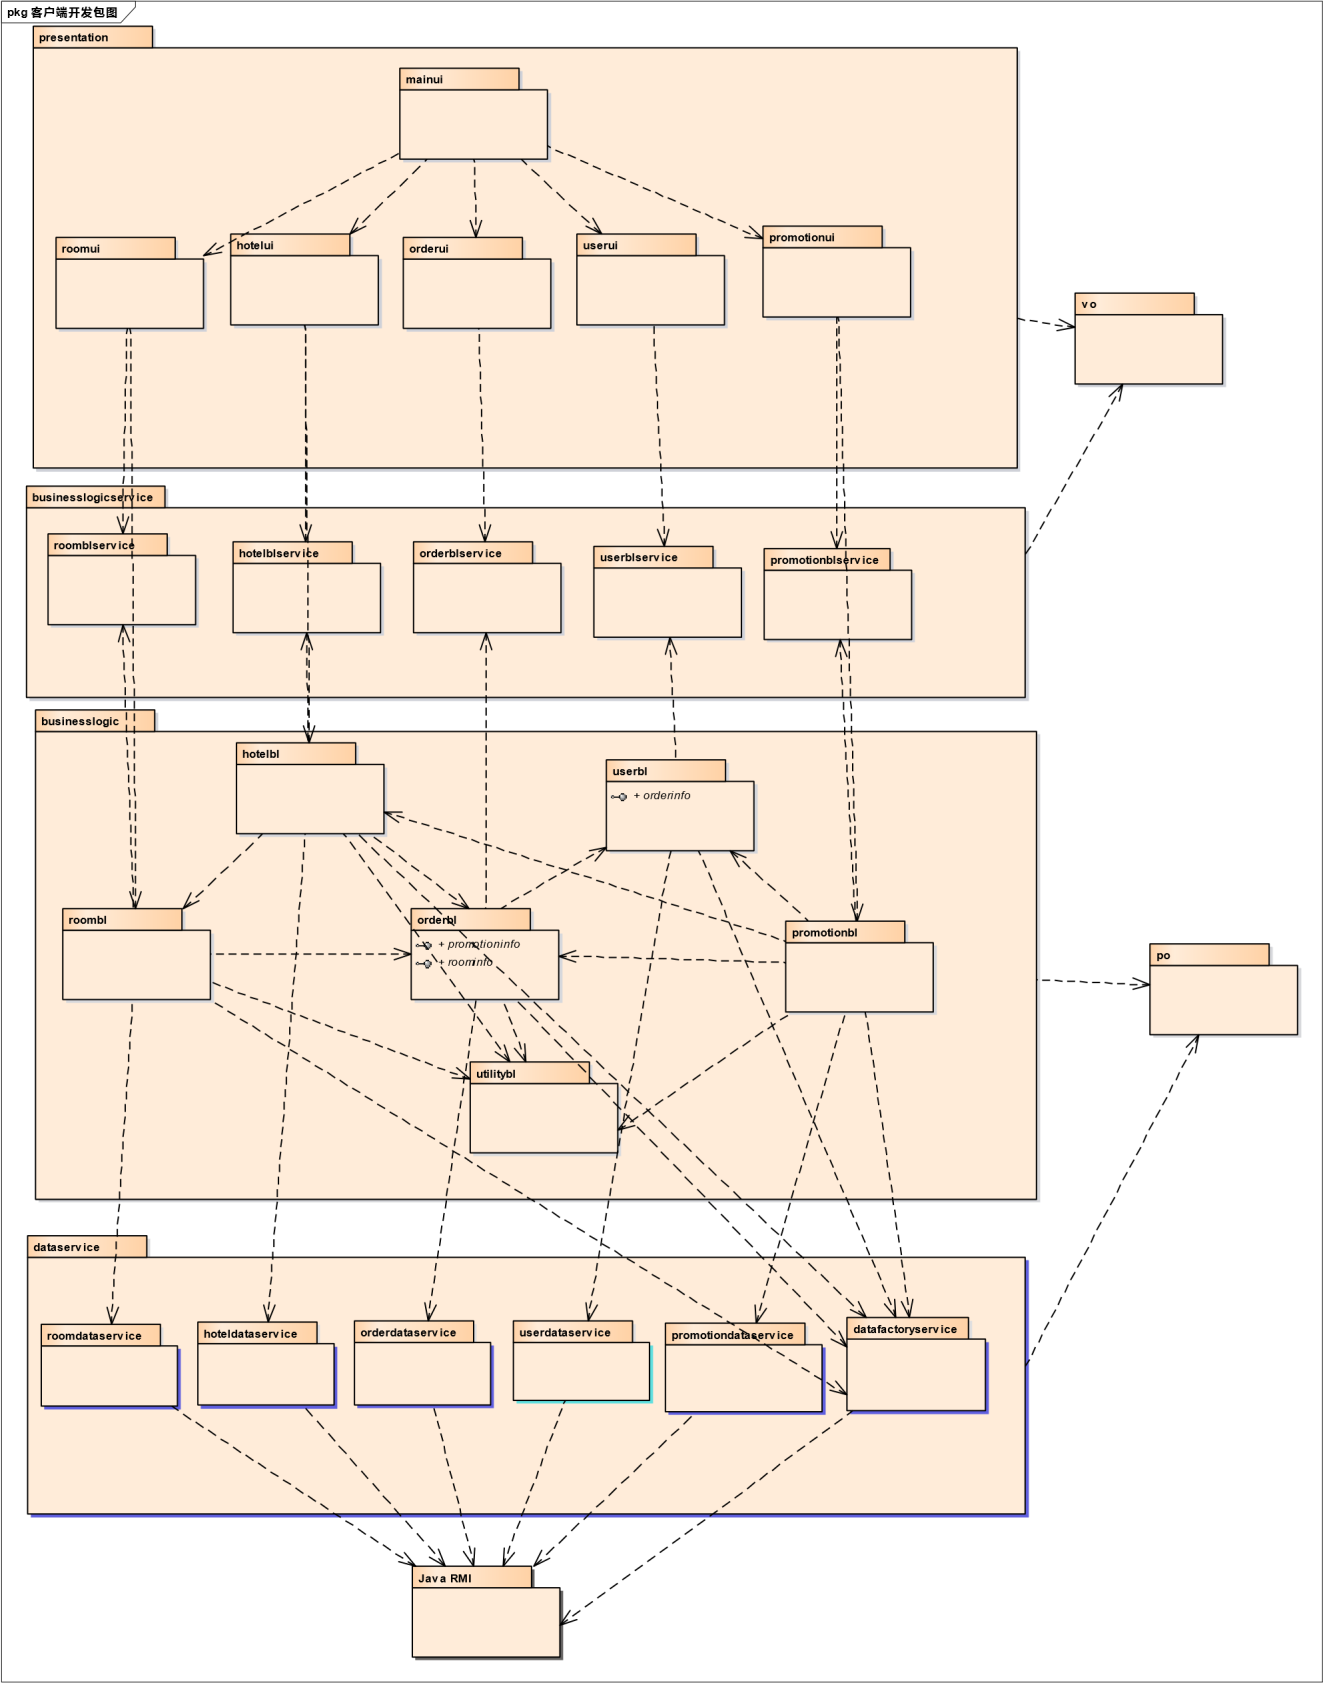 pkg 客户端开发包图
presentation
mainui
roomui
hotelui
orderui
userui
promotionui
vo
businesslogicservice
roomblservice
hotelblservice
orderblservice
userblservice
promotionblservice
businesslogic
hotelbl
userbl
+ orderinfo
roombl
orderbl
+ promotioninfo
+ roominfo
promotionbl
po
utilitybl
dataservice
roomdataservice
hoteldataservice
orderdataservice
userdataservice
promotiondataservice
datafactoryservice
Java RMI